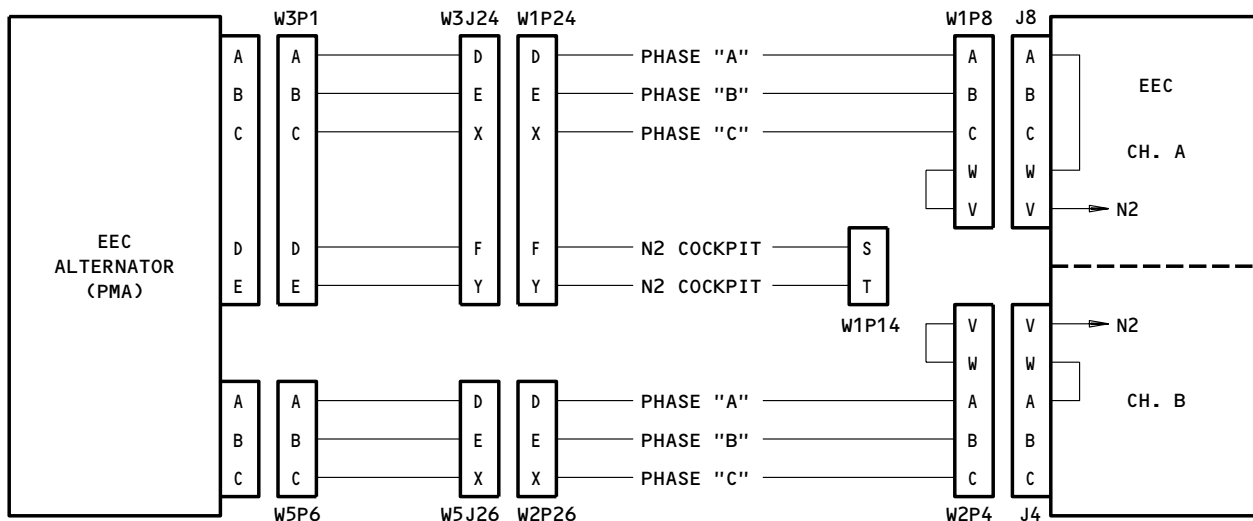 W3P1 W3J24 W1P24 W1P8 J8
A A D D PHASE "A" A A
B B E E PHASE "B" B B EEC
C C X X PHASE "C" C C
CH. A
W W
V V N2
EEC
ALTERNATOR
(PMA)
D D F F N2 COCKPIT S
E E Y Y N2 COCKPIT T
W1P14
V V N2
W W
A A D D PHASE "A" A A CH. B
B B E E PHASE "B" B B
C C X X PHASE "C" C C
W5P6 W5J26 W2P26 W2P4 J4